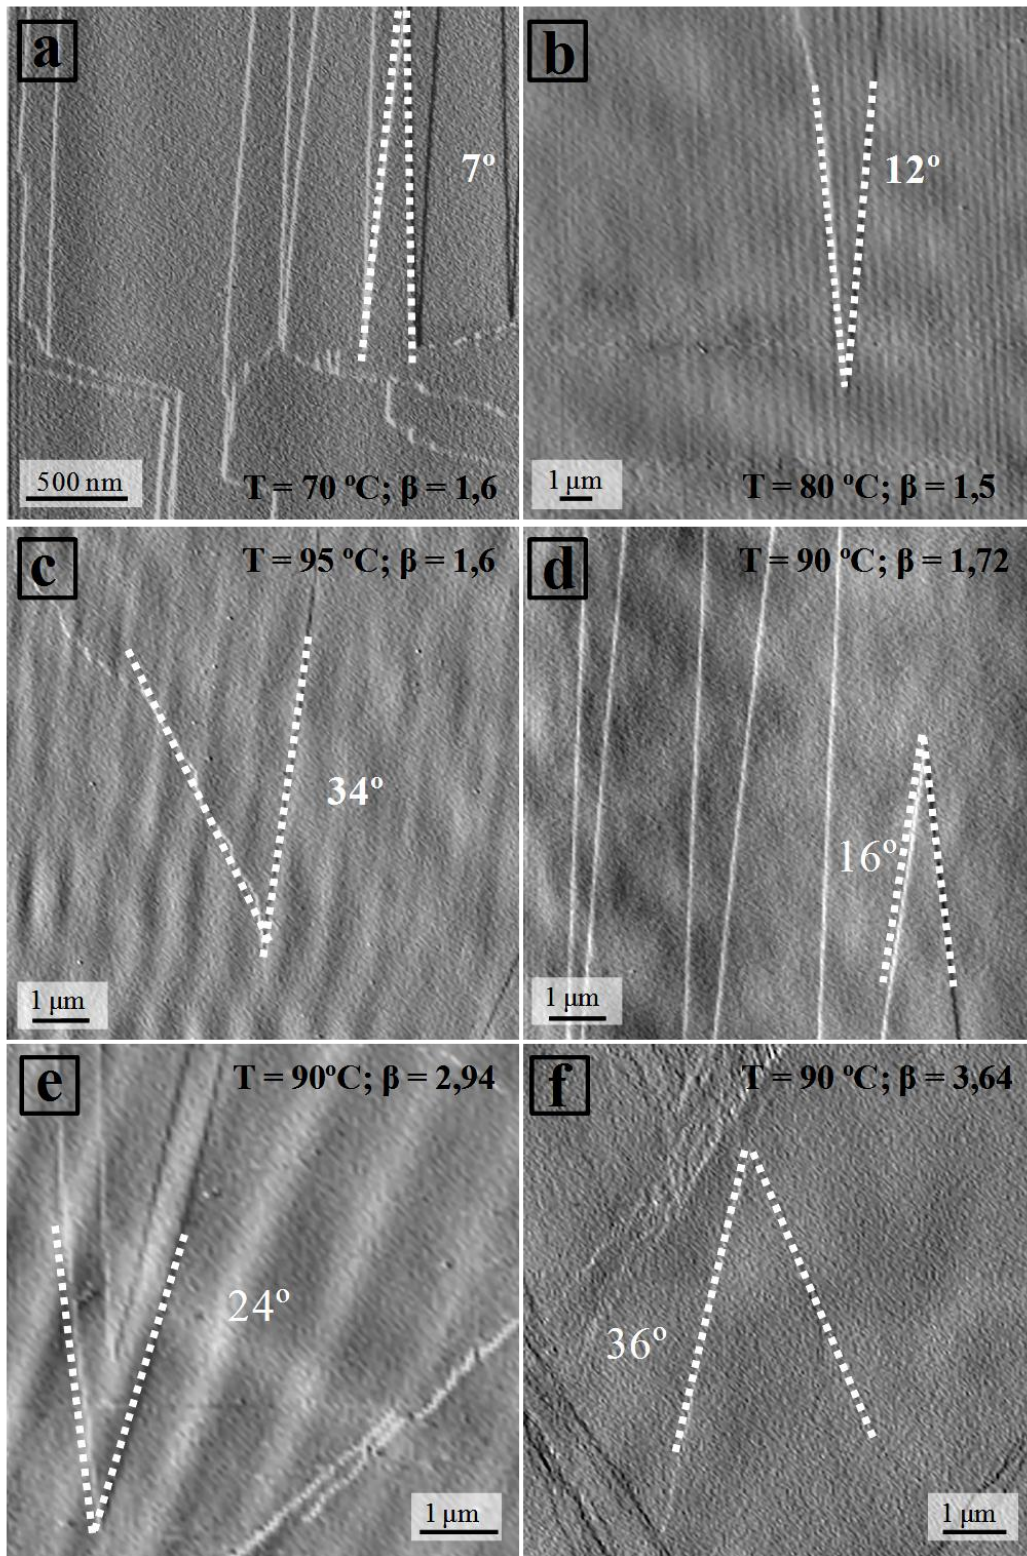 a
7º
500 nm
T = 70 ºC; β = 1,6
b
12º
1 µm
T = 80 ºC; β = 1,5
c
T = 95 ºC; β = 1,6
34º
1 µm
d
T = 90 ºC; β = 1,72
16º
1 µm
e
T = 90ºC; β = 2,94
24º
1 µm
f
T = 90 ºC; β = 3,64
36º
1 µm